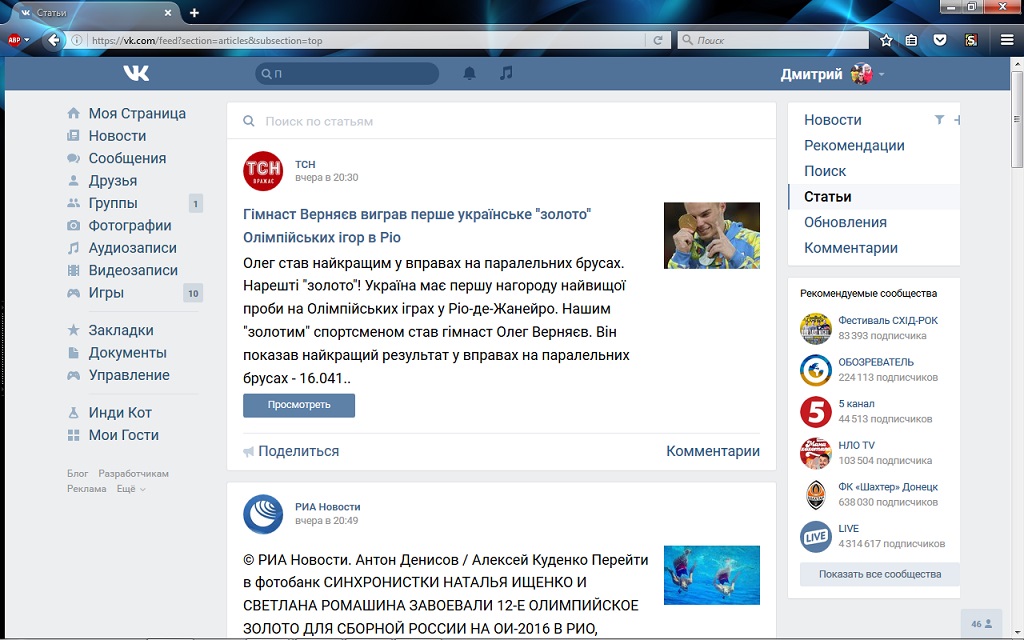 Статьи
ABP
https://vk.com/feed?section=articles&subsection=top
Поиск
П
Дмитрий
Моя Страница
Новости
Сообщения
Друзья
Группы 1
Фотографии
Аудиозаписи
Видеозаписи
Игры 10
Закладки
Документы
Управление
Инди Кот
Мои Гости
Блог Разработчикам
Реклама Ещё
Поиск по статьям
ТСН
ВРАЖАЄ
ТСН
вчера в 20:30
Гімнаст Верняєв виграв перше українське "золото"
Олімпійських ігор в Ріо
Олег став найкращим у вправах на паралельних брусах.
Нарешті "золото"! Україна має першу нагороду найвищої
проби на Олімпійських іграх у Ріо-де-Жанейро. Нашим
"золотим" спортсменом став гімнаст Олег Верняєв. Він
показав найкращий результат у вправах на паралельних
брусах - 16.041..
Просмотреть
Поделиться Комментарии
РИА Новости
вчера в 20:49
© РИА Новости. Антон Денисов / Алексей Куденко Перейти
в фотобанк СИНХРОНИСТКИ НАТАЛЬЯ ИЩЕНКО И
СВЕТЛАНА РОМАШИНА ЗАВОЕВАЛИ 12-Е ОЛИМПИЙСКОЕ
ЗОЛОТО ДЛЯ СБОРНОЙ РОССИИ НА ОИ-2016 В РИО,
Новости
Рекомендации
Поиск
Статьи
Обновления
Комментарии
Рекомендуемые сообщества
Фестиваль СХІД-РОК
83 393 подписчика
ОБОЗРЕВАТЕЛЬ
224 113 подписчиков
5
5 канал
44 513 подписчиков
НЛО TV
103 504 подписчика
ФК «Шахтер» Донецк
638 030 подписчиков
LIVE
LIVE
4 314 617 подписчиков
Показать все сообщества
46